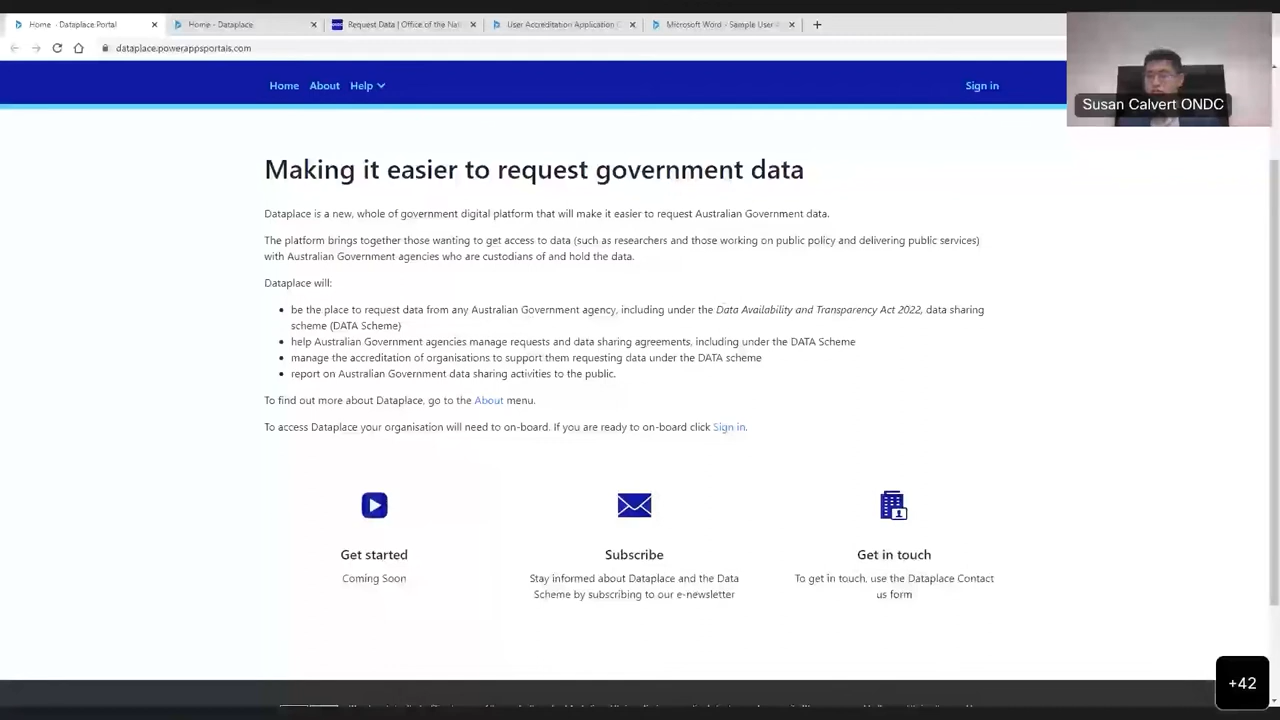 Home · Dataplace Portal
Home - Dataplace
Request Data | Office of the Nati
User Accreditation Application (
Microsoft Word - Sample User A
dataplace.powerappsportals.com
Home About Help
Sign in
Susan Calvert ONDC
Making it easier to request government data
Dataplace is a new, whole of government digital platform that will make it easier to request Australian Government data.
The platform brings together those wanting to get access to data (such as researchers and those working on public policy and delivering public services)
with Australian Government agencies who are custodians of and hold the data.
Dataplace will:
be the place to request data from any Australian Government agency, including under the Data Availability and Transparency Act 2022, data sharing
scheme (DATA Scheme)
help Australian Government agencies manage requests and data sharing agreements, including under the DATA Scheme
manage the accreditation of organisations to support them requesting data under the DATA scheme
report on Australian Government data sharing activities to the public.
To find out more about Dataplace, go to the About menu.
To access Dataplace your organisation will need to on-board. If you are ready to on-board click Sign in.
Get started
Coming Soon
Subscribe
Stay informed about Dataplace and the Data
Scheme by subscribing to our e-newsletter
Get in touch
To get in touch, use the Dataplace Contact
us form
+42